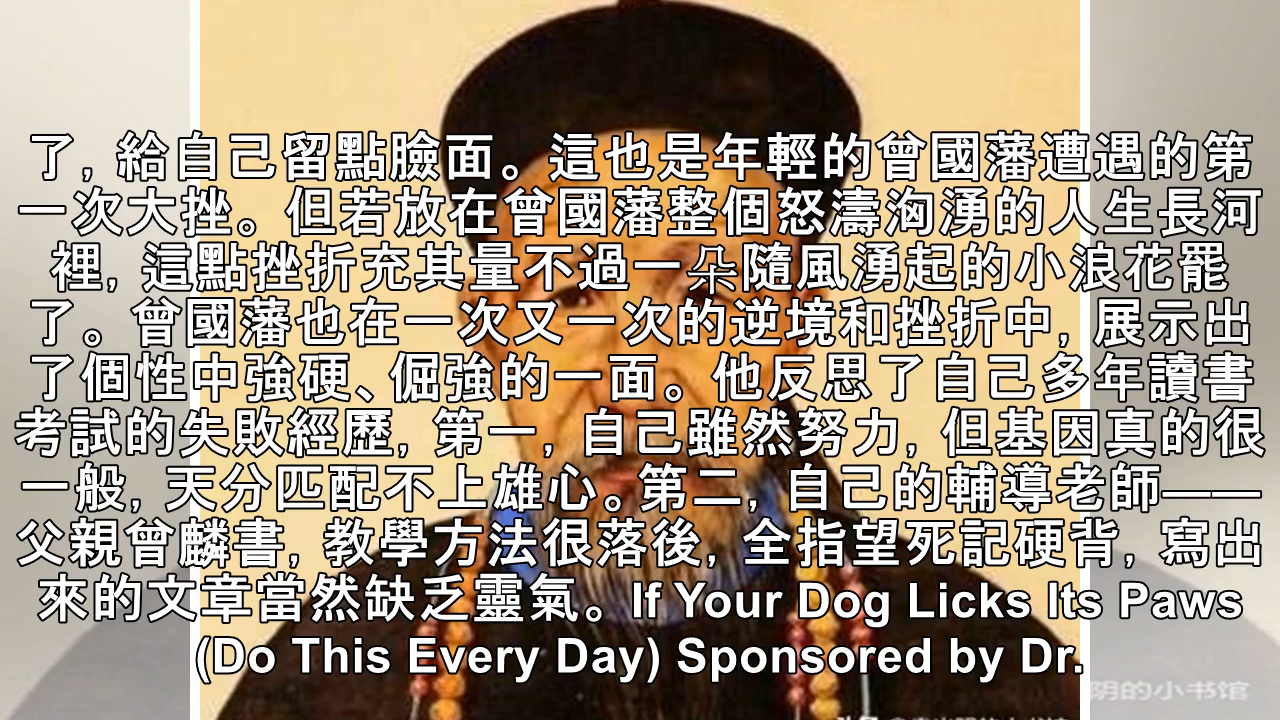 了，給自己留點臉面。這也是年輕的曾國藩遭遇的第
一次大挫。但若放在曾國藩整個怒濤洶湧的人生長河
裡，這點挫折充其量不過一朵隨風湧起的小浪花罷
了。曾國藩也在一次又一次的逆境和挫折中，展示出
了個性中強硬、倔強的一面。他反思了自己多年讀書
考試的失敗經歷，第一，自己雖然努力，但基因真的很
一般，天分匹配不上雄心。第二，自己的輔導老師——
父親曾麟書，教學方法很落後，全指望死記硬背，寫出
來的文章當然缺乏靈氣。If Your Dog Licks Its Paws
(Do This Every Day) Sponsored by Dr.
阴的小书馆